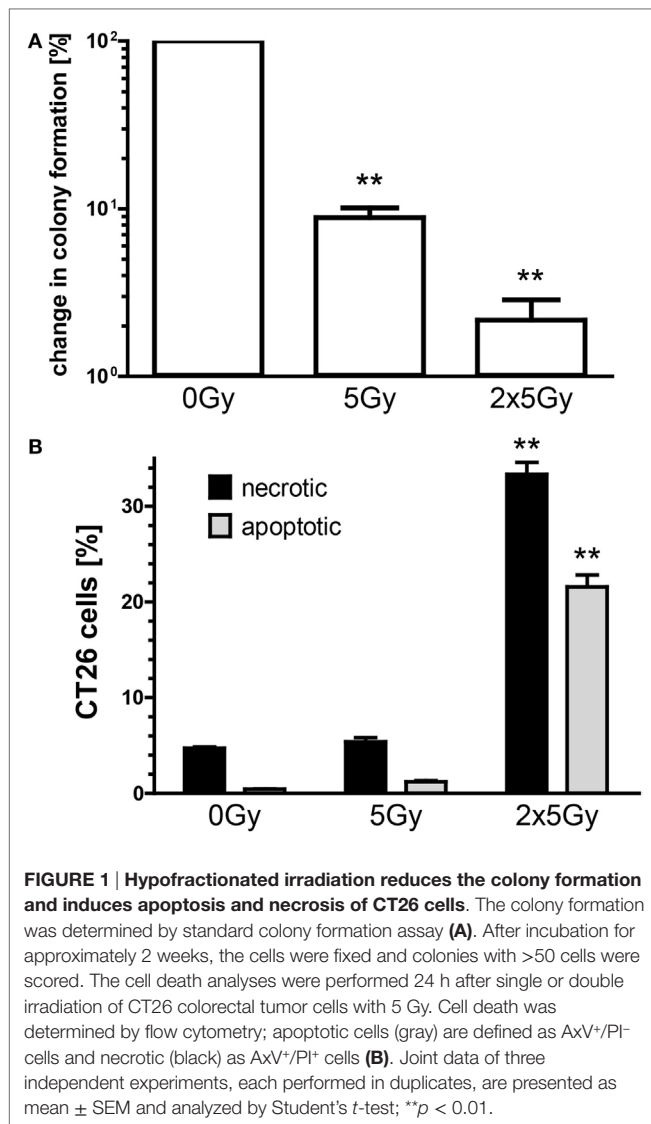 A
change in colony formation [%]
10²
10¹
10⁰
**
**
0Gy
5Gy
2x5Gy
B
CT26 cells [%]
30
20
10
0
necrotic
apoptotic
**
**
0Gy
5Gy
2x5Gy
FIGURE 1 | Hypofractionated irradiation reduces the colony formation
and induces apoptosis and necrosis of CT26 cells. The colony formation
was determined by standard colony formation assay (A). After incubation for
approximately 2 weeks, the cells were fixed and colonies with >50 cells were
scored. The cell death analyses were performed 24 h after single or double
irradiation of CT26 colorectal tumor cells with 5 Gy. Cell death was
determined by flow cytometry; apoptotic cells (gray) are defined as AxV⁺/PI⁻
cells and necrotic (black) as AxV⁺/PI⁺ cells (B). Joint data of three
independent experiments, each performed in duplicates, are presented as
mean ± SEM and analyzed by Student's t-test; **p < 0.01.